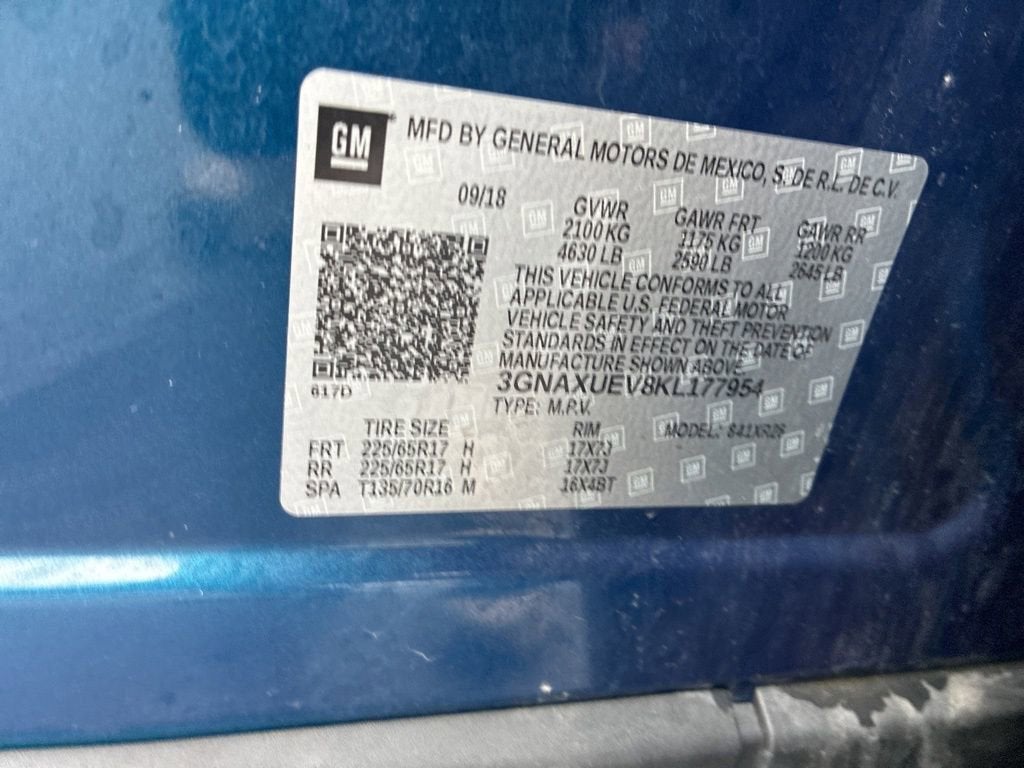 GM
MFD BY GENERAL MOTORS DE MEXICO, S. DE R.L. DE C.V.
09/18 GVWR GAWR FRT GAWR RR
2100 KG 1175 KG 1200 KG
4630 LB 2590 LB 2645 LB
THIS VEHICLE CONFORMS TO ALL
APPLICABLE U.S. FEDERAL MOTOR
VEHICLE SAFETY AND THEFT PREVENTION
STANDARDS IN EFFECT ON THE DATE OF
MANUFACTURE SHOWN ABOVE.
617D 3GNAXUEV8KL177954
TYPE: M.P.V.
TIRE SIZE RIM MODEL: 841XR26
FRT 225/65R17 H 17X7J
RR 225/65R17 H 17X7J
SPA T135/70R16 M 16X4BT